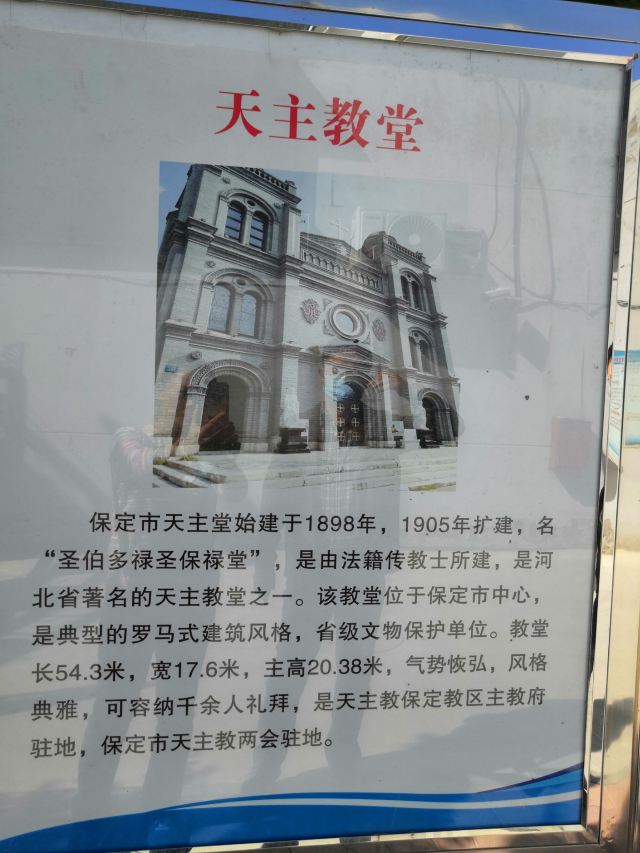 天主教堂
保定市天主堂始建于1898年，1905年扩建，名
“圣伯多禄圣保禄堂”，是由法籍传教士所建，是河
北省著名的天主教堂之一。该教堂位于保定市中心，
是典型的罗马式建筑风格，省级文物保护单位。教堂
长54.3米，宽17.6米，主高20.38米，气势恢弘，风格
典雅，可容纳千余人礼拜，是天主教保定教区主教府
驻地，保定市天主教两会驻地。